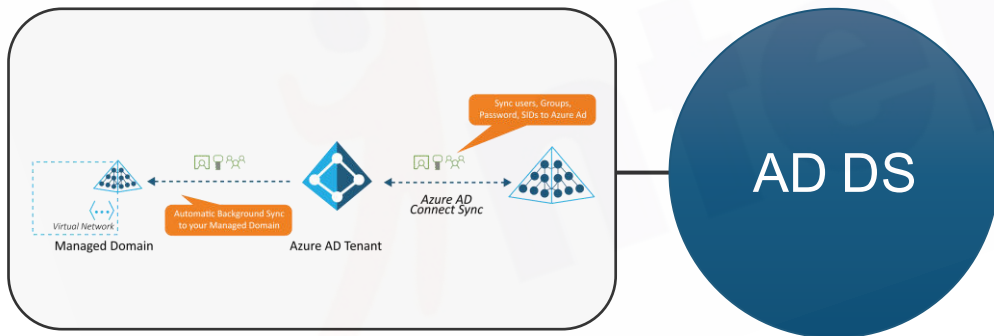 Sync users, Groups,
Password, SIDs to Azure Ad
AD DS
Azure AD
Connect Sync
Automatic Background Sync
to your Managed Domain
Virtual Network
Managed Domain
Azure AD Tenant